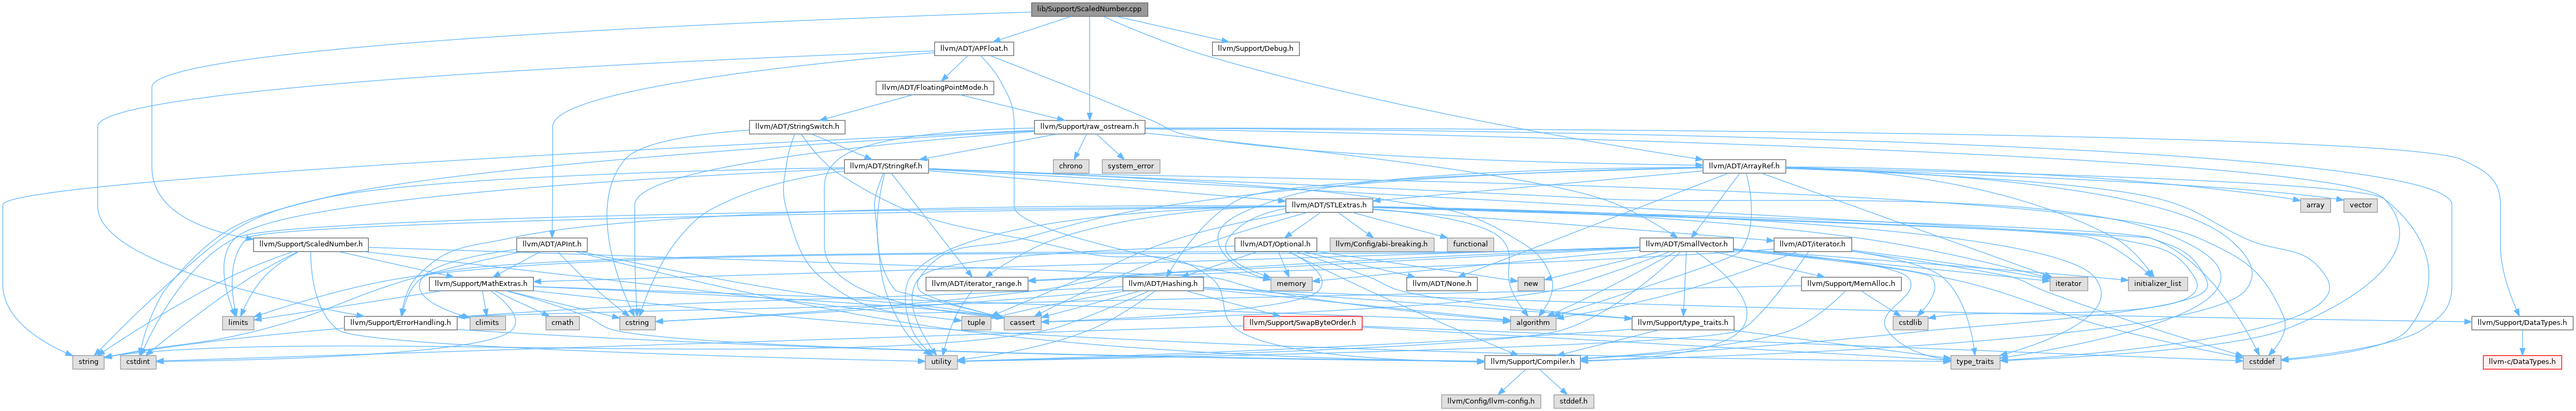 lib/Support/ScaledNumber.cpp
llvm/ADT/APFloat.h
llvm/Support/Debug.h
llvm/ADT/FloatingPointMode.h
llvm/ADT/StringSwitch.h
llvm/Support/raw_ostream.h
llvm/ADT/StringRef.h
chrono
system_error
llvm/ADT/ArrayRef.h
llvm/ADT/STLExtras.h
array
vector
llvm/Support/ScaledNumber.h
llvm/ADT/APInt.h
llvm/ADT/Optional.h
llvm/Config/abi-breaking.h
functional
llvm/ADT/SmallVector.h
llvm/ADT/iterator.h
llvm/Support/MathExtras.h
llvm/ADT/iterator_range.h
llvm/ADT/Hashing.h
memory
llvm/ADT/None.h
new
llvm/Support/MemAlloc.h
iterator
initializer_list
limits
llvm/Support/ErrorHandling.h
climits
cmath
cstring
tuple
cassert
llvm/Support/SwapByteOrder.h
algorithm
llvm/Support/type_traits.h
cstdlib
llvm/Support/DataTypes.h
string
cstdint
utility
llvm/Support/Compiler.h
type_traits
cstddef
llvm-c/DataTypes.h
llvm/Config/llvm-config.h
stddef.h